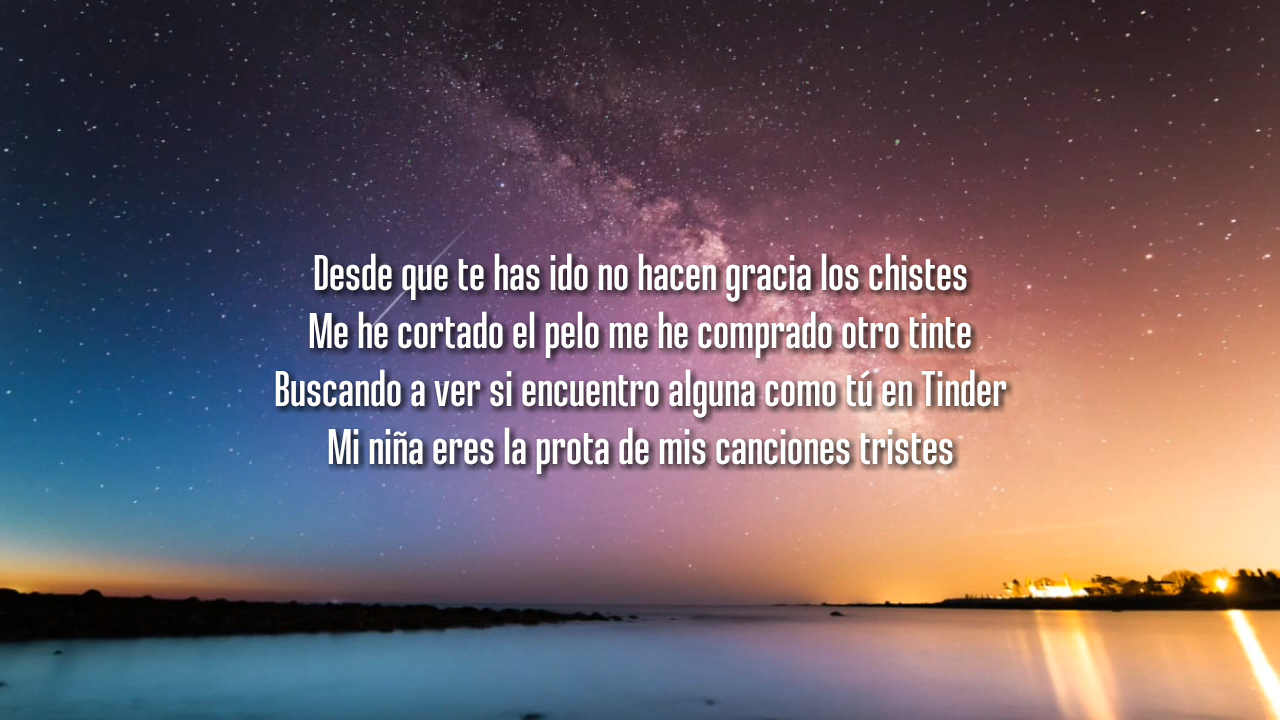 Desde que te has ido no hacen gracia los chistes
Me he cortado el pelo me he comprado otro tinte
Buscando a ver si encuentro alguna como tú en Tinder
Mi niña eres la prota de mis canciones tristes